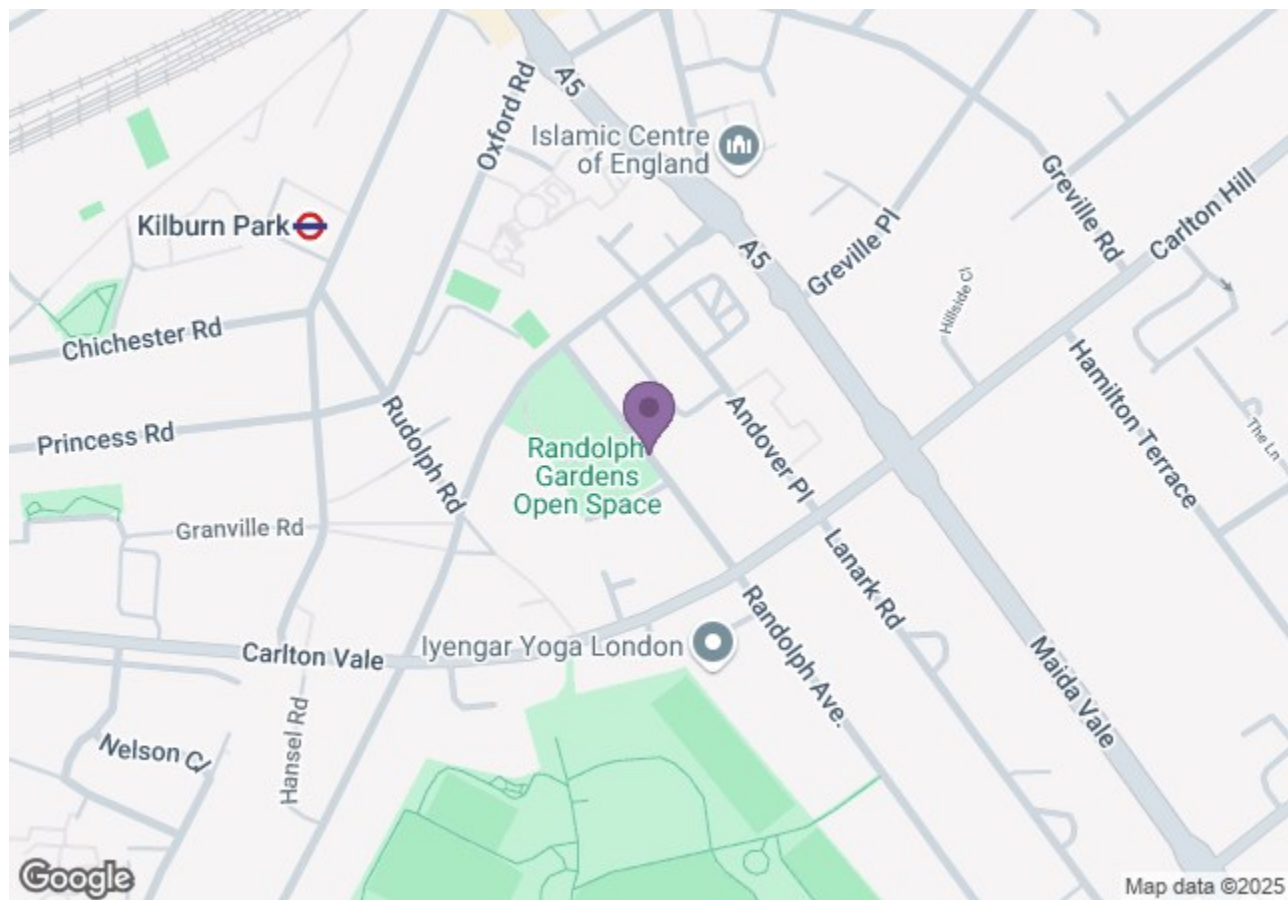 A5
Oxford Rd
Islamic Centre
of England
Greville Rd
Carlton Hill
Kilburn Park
A5
Greville Pl
Hillside Cl
Chichester Rd
Hamilton Terrace
Rudolph Rd
Andover Pl
The Ln
Princess Rd
Randolph
Gardens
Open Space
Granville Rd
Lanark Rd
Randolph Ave.
Iyengar Yoga London
Carlton Vale
Maida Vale
Hansel Rd
Nelson Cl
Google
Map data ©2025